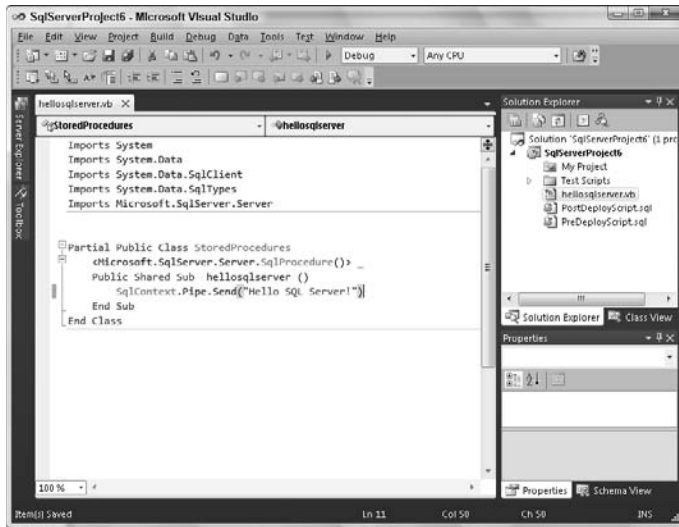 SqlServerProject6 - Microsoft Visual Studio
File Edit View Project Build Debug Data Tools Test Window Help
Debug Any CPU
Server Explorer
Toolbox
hellosqlserver.vb
StoredProcedures hellosqlserver
Imports System
Imports System.Data
Imports System.Data.SqlClient
Imports System.Data.SqlTypes
Imports Microsoft.SqlServer.Server
Partial Public Class StoredProcedures
<Microsoft.SqlServer.Server.SqlProcedure()> _
Public Shared Sub hellosqlserver ()
SqlContext.Pipe.Send("Hello SQL Server!")
End Sub
End Class
100 %
Solution Explorer
Solution 'SqlServerProject6' (1 proj
SqlServerProject6
My Project
Test Scripts
hellosqlserver.vb
PostDeployScript.sql
PreDeployScript.sql
Solution Explorer Class View
Properties
Properties Schema View
Item(s) Saved Ln 11 Col 50 Ch 50 INS